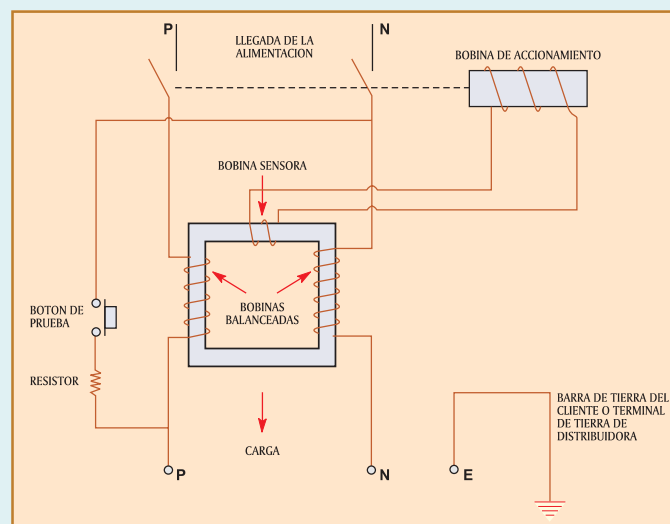 P
N
LLEGADA DE LA
ALIMENTACION
BOBINA DE ACCIONAMIENTO
BOBINA SENSORA
BOBINAS
BALANCEADAS
BOTON DE
PRUEBA
RESISTOR
CARGA
BARRA DE TIERRA DEL
CLIENTE O TERMINAL
DE TIERRA DE
DISTRIBUIDORA
P
N
E